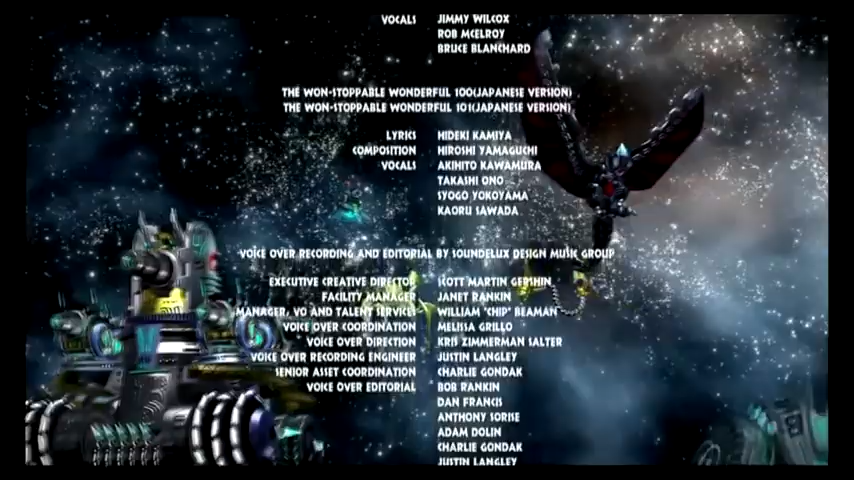 VOCALS JIMMY WILCOX
ROB MCELROY
BRUCE BLANCHARD
THE WON-STOPPABLE WONDERFUL 100(JAPANESE VERSION)
THE WON-STOPPABLE WONDERFUL 101(JAPANESE VERSION)
LYRICS HIDEKI KAMIYA
COMPOSITION HIROSHI YAMAGUCHI
VOCALS AKIHITO KAWAMURA
TAKASHI ONO
SYOGO YOKOYAMA
KAORU SAWADA
VOICE OVER RECORDING AND EDITORIAL BY SOUNDELUX DESIGN MUSIC GROUP
EXECUTIVE CREATIVE DIRECTOR SCOTT MARTIN GERSHIN
FACILITY MANAGER JANET RANKIN
MANAGER, VO AND TALENT SERVICES WILLIAM "CHIP" BEAMAN
VOICE OVER COORDINATION MELISSA GRILLO
VOICE OVER DIRECTION KRIS ZIMMERMAN SALTER
VOICE OVER RECORDING ENGINEER JUSTIN LANGLEY
SENIOR ASSET COORDINATION CHARLIE GONDAK
VOICE OVER EDITORIAL BOB RANKIN
DAN FRANCIS
ANTHONY SORISE
ADAM DOLIN
CHARLIE GONDAK
JUSTIN LANGLEY